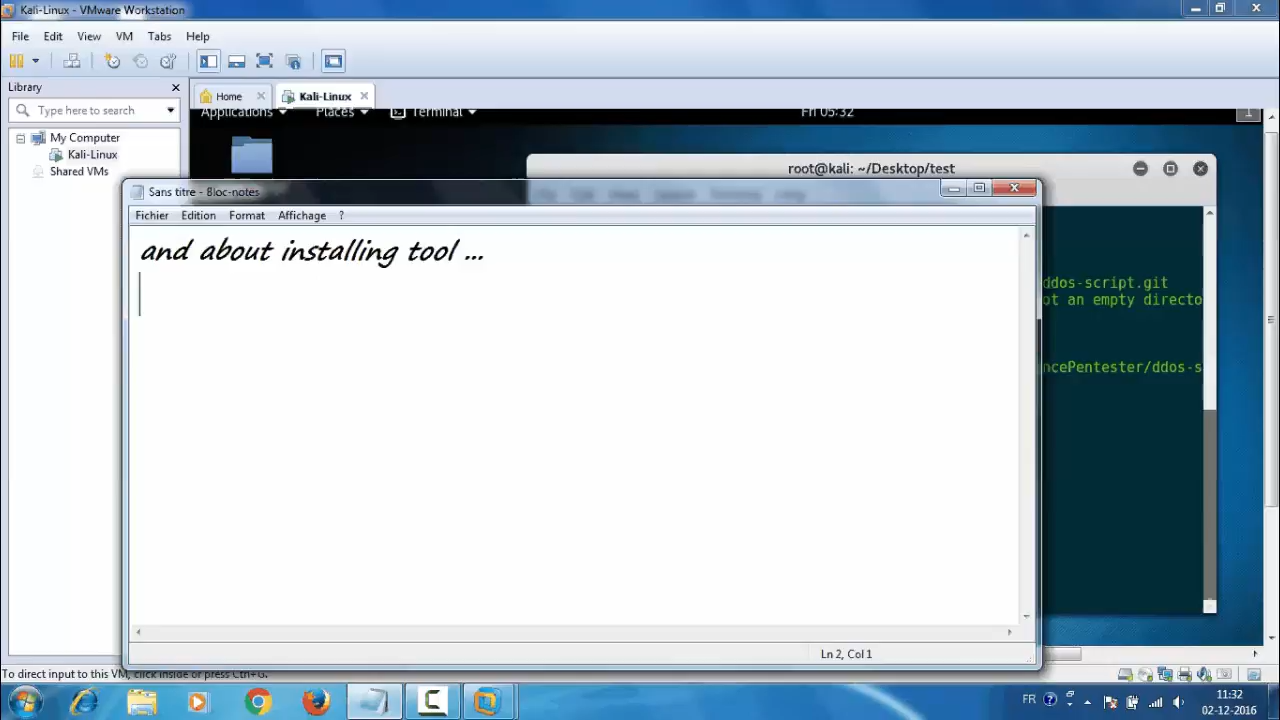 Kali-Linux - VMware Workstation
File Edit View VM Tabs Help
Library
Type here to search
My Computer
Kali-Linux
Shared VMs
Home
Kali-Linux
Applications Places Terminal Fri 05:32 1
root@kali: ~/Desktop/test
Sans titre - Bloc-notes
Fichier Edition Format Affichage ?
and about installing tool ...
ddos-script.git
ot an empty directo
ncePentester/ddos-s
Ln 2, Col 1
To direct input to this VM, click inside or press Ctrl+G.
FR
11:32
02-12-2016